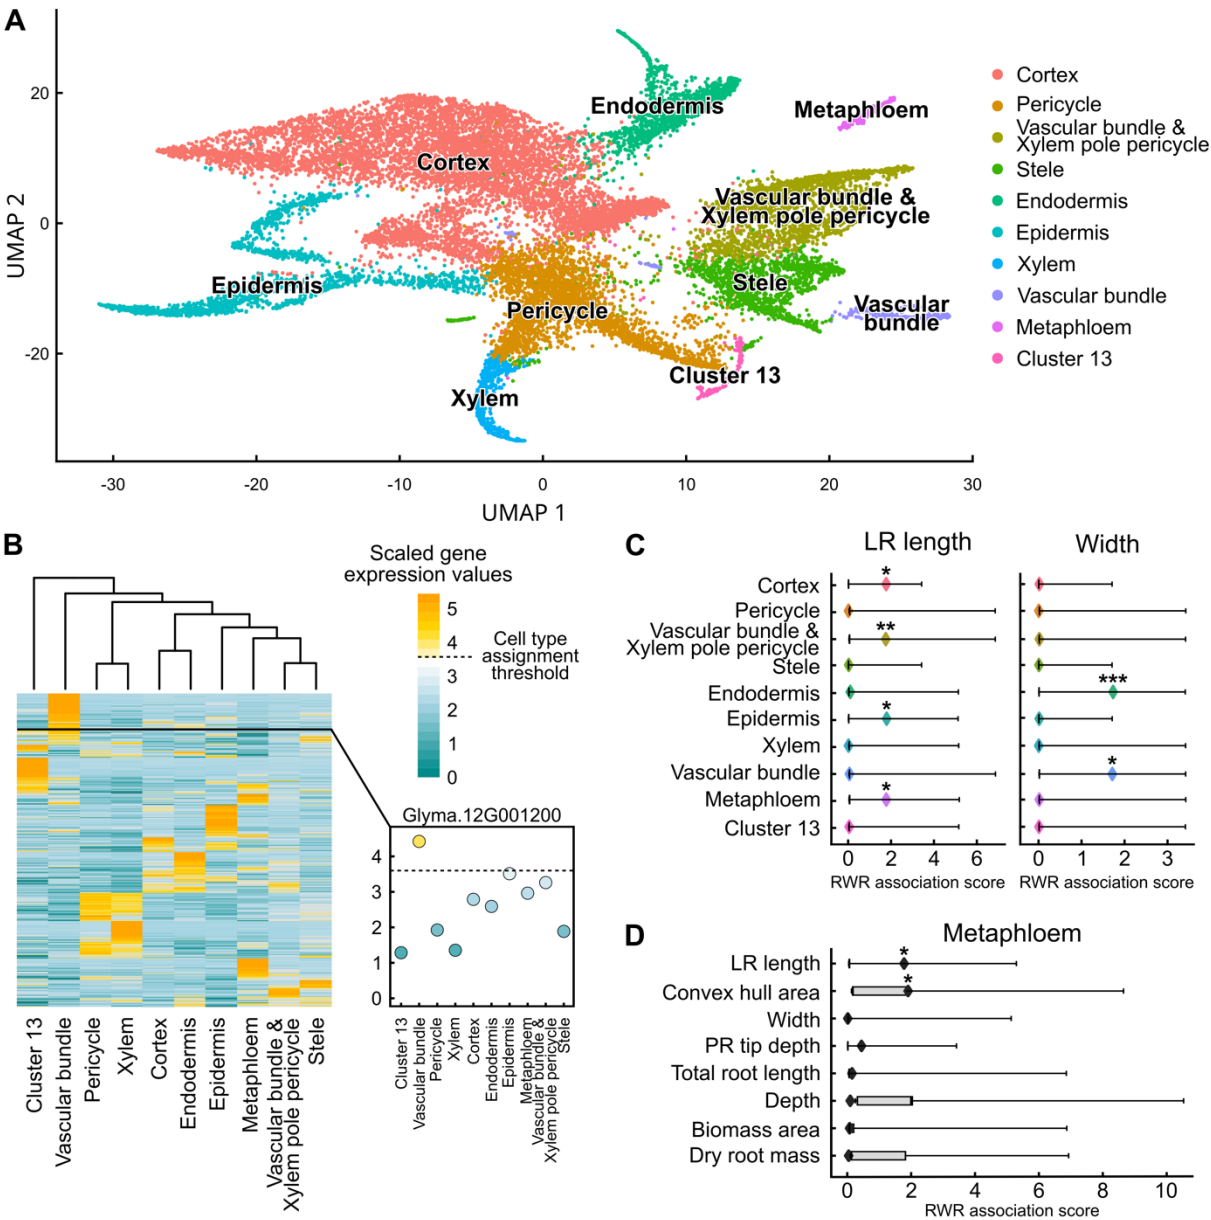 A
UMAP 2
20
0
-20
-30
-20
-10
0
10
20
30
UMAP 1
Endodermis
Metaphloem
Cortex
Vascular bundle &
Xylem pole pericycle
Epidermis
Stele
Pericycle
Vascular
bundle
Cluster 13
Xylem
Cortex
Pericycle
Vascular bundle &
Xylem pole pericycle
Stele
Endodermis
Epidermis
Xylem
Vascular bundle
Metaphloem
Cluster 13
B
Scaled gene
expression values
5
4
3
2
1
0
Cell type
assignment
threshold
Cluster 13
Vascular bundle
Pericycle
Xylem
Cortex
Endodermis
Epidermis
Metaphloem
Vascular bundle &
Xylem pole pericycle
Stele
Glyma.12G001200
4
3
2
1
0
Cluster 13
Vascular bundle
Pericycle
Xylem
Cortex
Endodermis
Epidermis
Metaphloem
Vascular bundle &
Xylem pole pericycle
Stele
C
LR length
Width
Cortex
*
Pericycle
Vascular bundle &
Xylem pole pericycle
**
Stele
Endodermis
***
Epidermis
*
Xylem
Vascular bundle
*
Metaphloem
*
Cluster 13
0
2
4
6
RWR association score
0
1
2
3
RWR association score
D
Metaphloem
LR length
*
Convex hull area
*
Width
PR tip depth
Total root length
Depth
Biomass area
Dry root mass
0
2
4
6
8
10
RWR association score